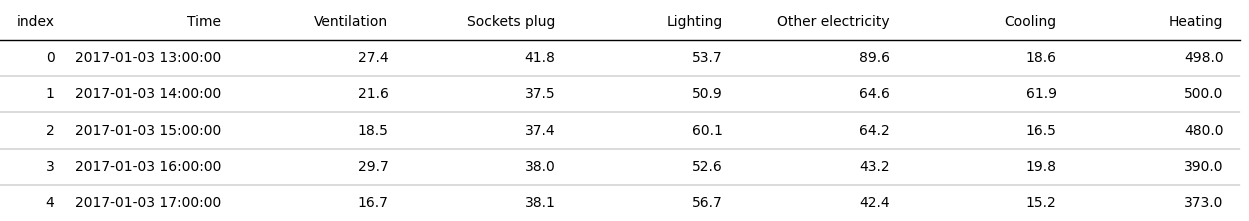 index Time Ventilation Sockets plug Lighting Other electricity Cooling Heating
0 2017-01-03 13:00:00 27.4 41.8 53.7 89.6 18.6 498.0
1 2017-01-03 14:00:00 21.6 37.5 50.9 64.6 61.9 500.0
2 2017-01-03 15:00:00 18.5 37.4 60.1 64.2 16.5 480.0
3 2017-01-03 16:00:00 29.7 38.0 52.6 43.2 19.8 390.0
4 2017-01-03 17:00:00 16.7 38.1 56.7 42.4 15.2 373.0